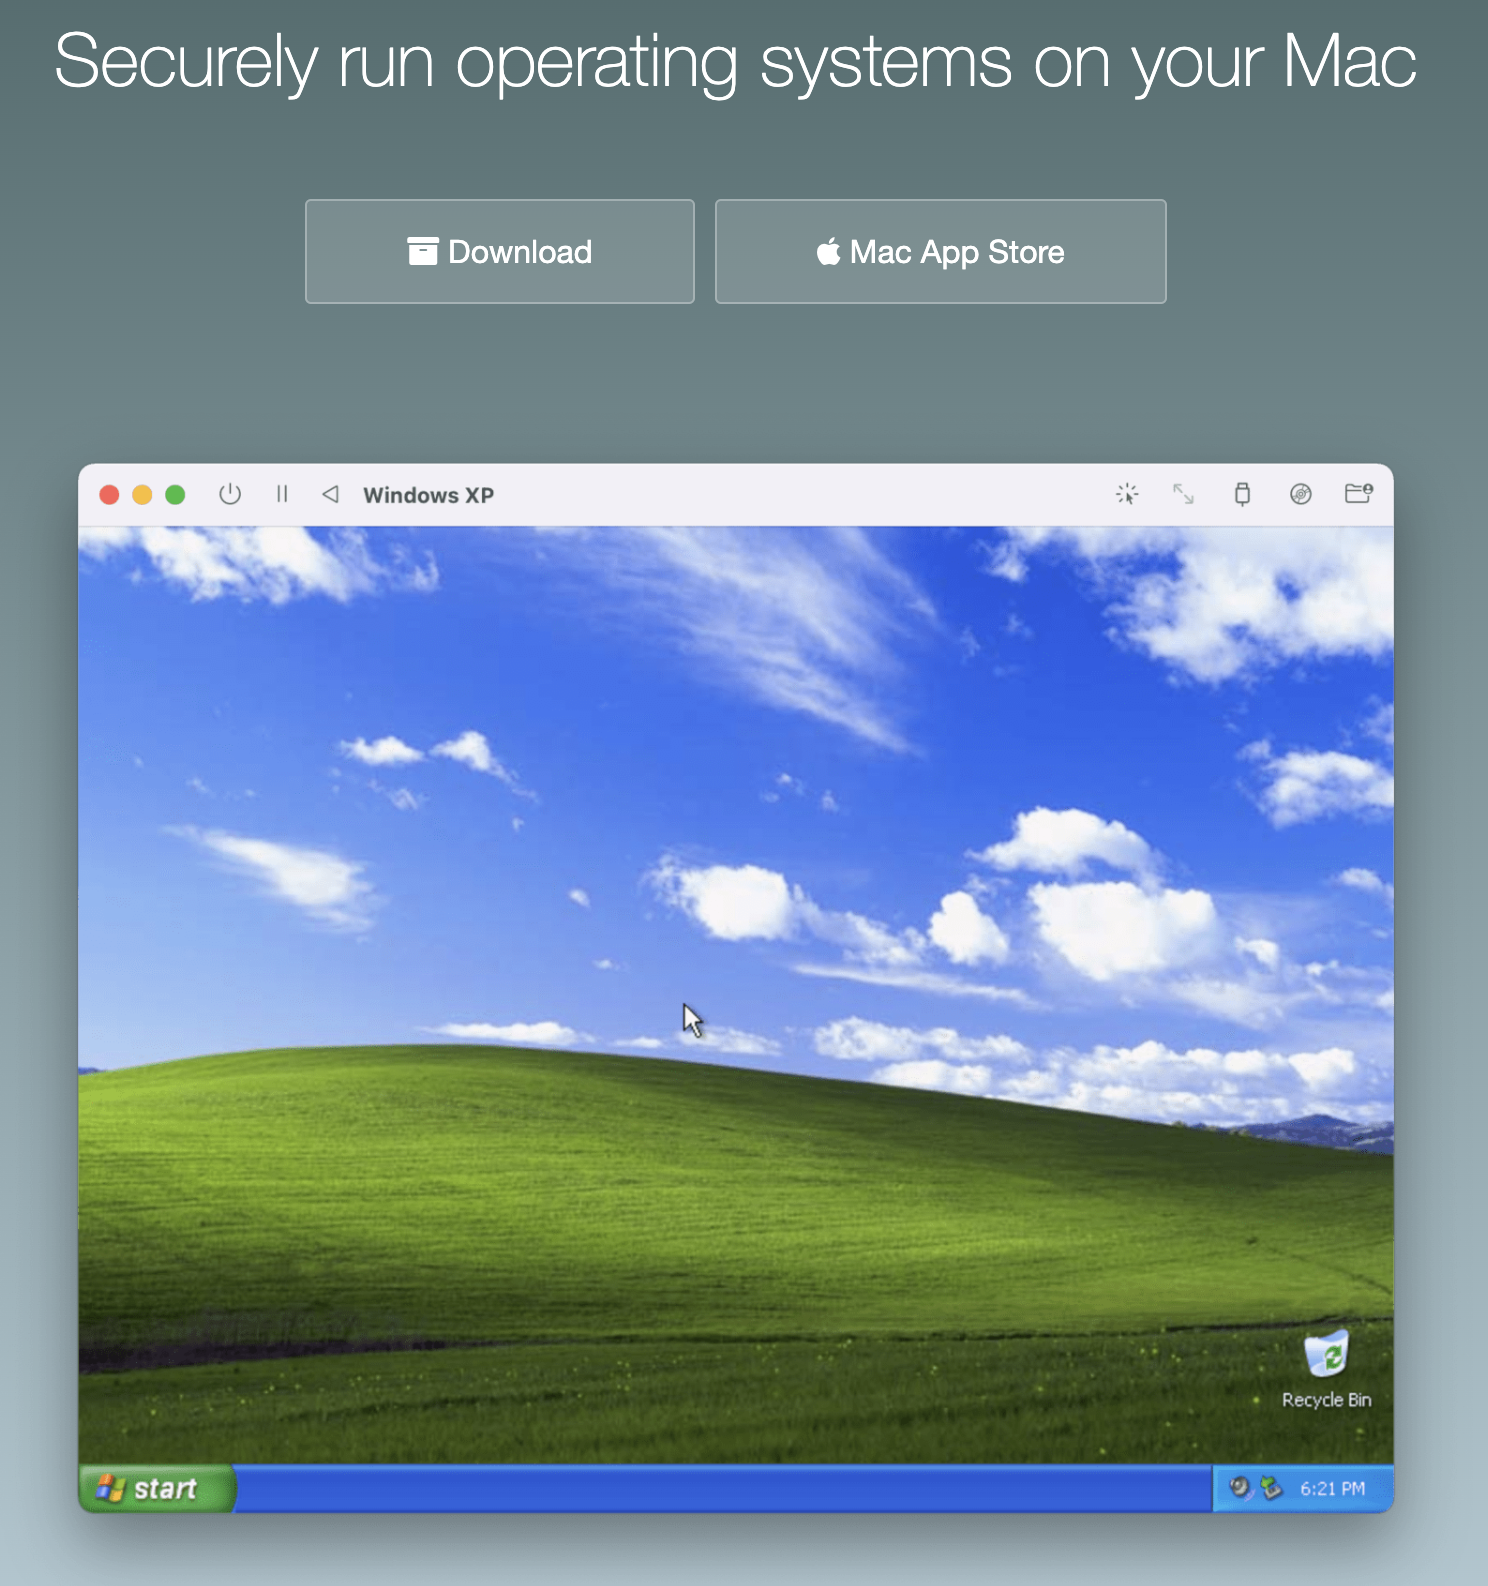 Securely run operating systems on your Mac
Download
Mac App Store
Windows XP
Recycle Bin
start
6:21 PM